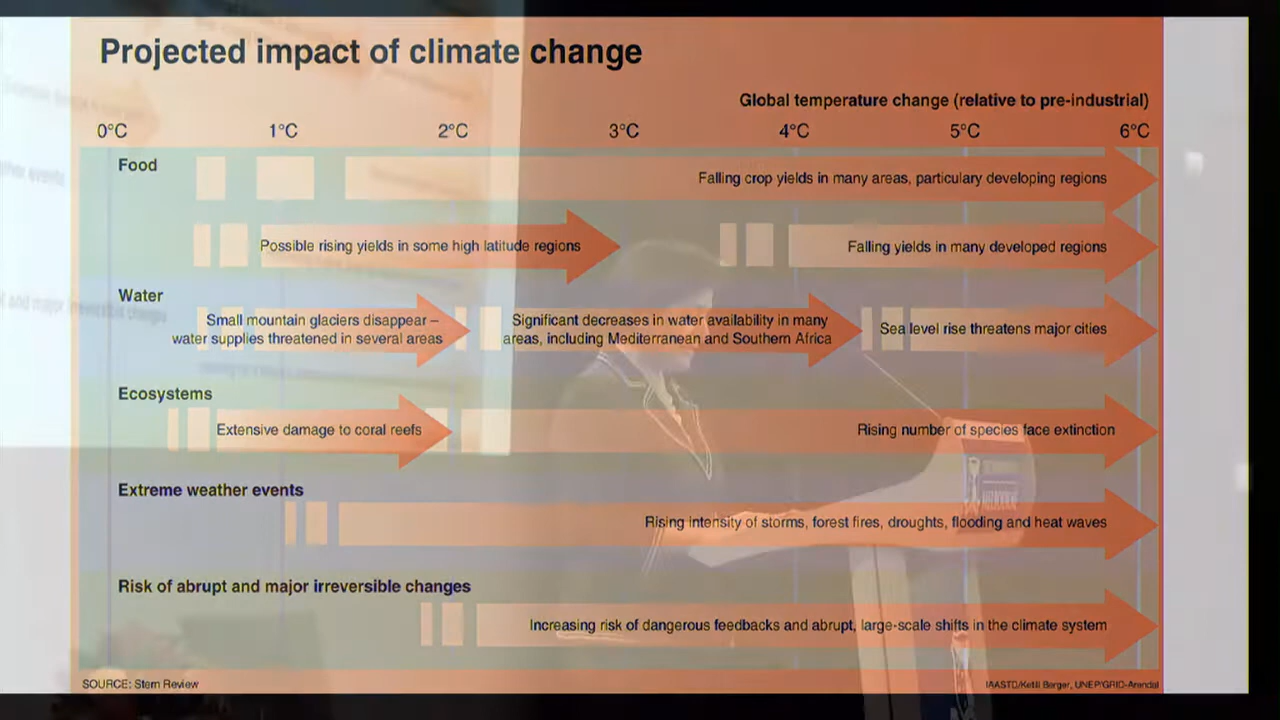 Projected impact of climate change
Global temperature change (relative to pre-industrial)
0°C 1°C 2°C 3°C 4°C 5°C 6°C
Food
Falling crop yields in many areas, particulary developing regions
Possible rising yields in some high latitude regions
Falling yields in many developed regions
Water
Small mountain glaciers disappear –
water supplies threatened in several areas
Significant decreases in water availability in many
areas, including Mediterranean and Southern Africa
Sea level rise threatens major cities
Ecosystems
Extensive damage to coral reefs
Rising number of species face extinction
Extreme weather events
Rising intensity of storms, forest fires, droughts, flooding and heat waves
Risk of abrupt and major irreversible changes
Increasing risk of dangerous feedbacks and abrupt, large-scale shifts in the climate system
SOURCE: Stern Review
IAASTD/Ketill Berger, UNEP/GRID-Arendal
MELBOURNE